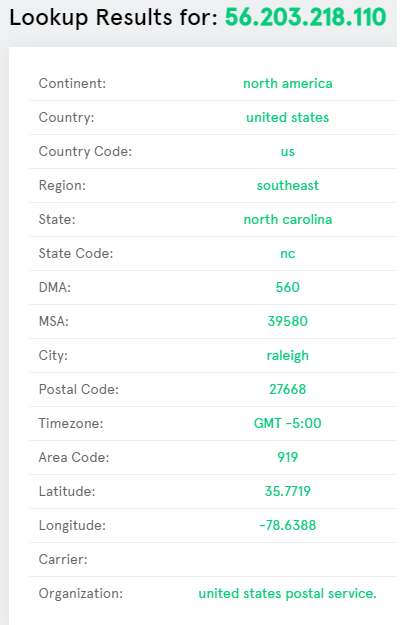 Lookup Results for: 56.203.218.110
Continent: north america
Country: united states
Country Code: us
Region: southeast
State: north carolina
State Code: nc
DMA: 560
MSA: 39580
City: raleigh
Postal Code: 27668
Timezone: GMT -5:00
Area Code: 919
Latitude: 35.7719
Longitude: -78.6388
Carrier:
Organization: united states postal service.